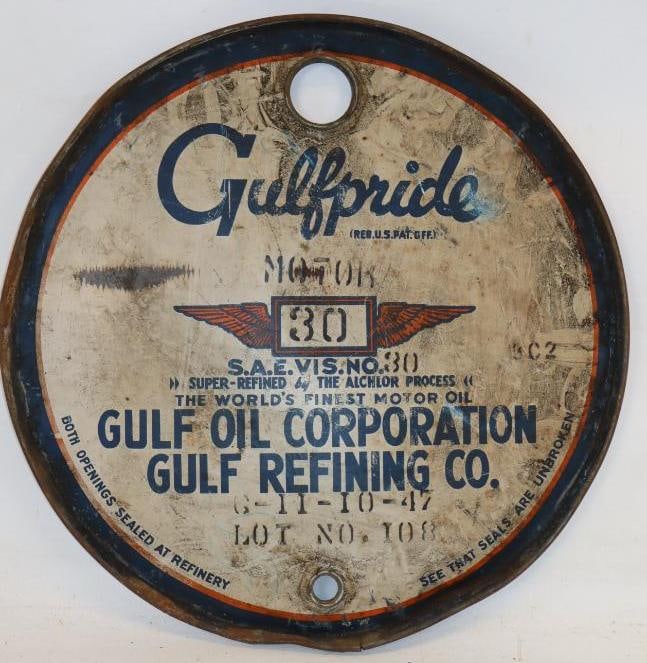 Gulfpride
(REG.U.S.PAT.OFF.)
MOTOR
30
S.A.E.VIS.NO.30
SUPER-REFINED by THE ALCHLOR PROCESS
THE WORLD'S FINEST MOTOR OIL
GULF OIL CORPORATION
GULF REFINING CO.
G-11-10-47
LOT NO. 108
BOTH OPENINGS SEALED AT REFINERY
SEE THAT SEALS ARE UNBROKEN